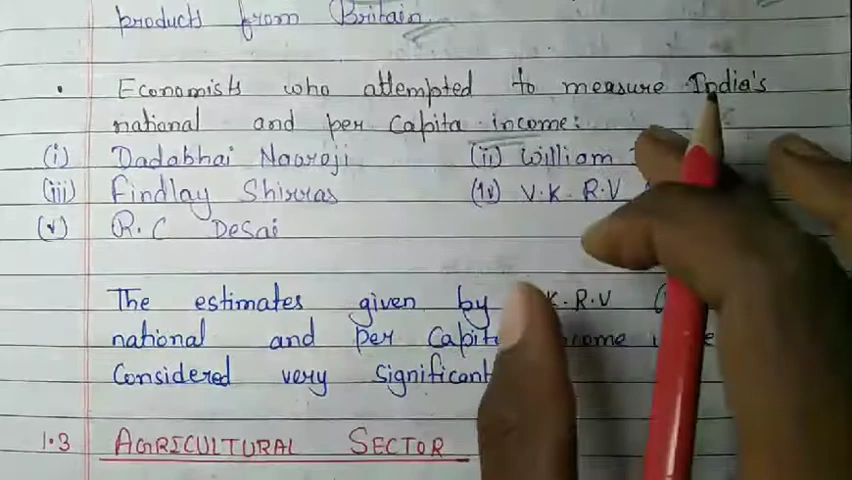 products from Britain.
• Economists who attempted to measure India's
national and per Capita income:
(i) Dadabhai Naoroji (ii) William
(iii) Findlay Shirras (iv) V.K.R.V
(v) R.C Desai
The estimates given by K.R.V
national and per Capita
Considered very significant
1.3 AGRICULTURAL SECTOR